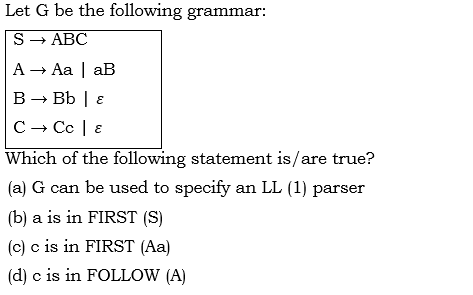 Let G be the following grammar:
S → ABC
A → Aa | aB
B → Bb | ε
C → Cc | ε
Which of the following statement is/are true?
(a) G can be used to specify an LL (1) parser
(b) a is in FIRST (S)
(c) c is in FIRST (Aa)
(d) c is in FOLLOW (A)